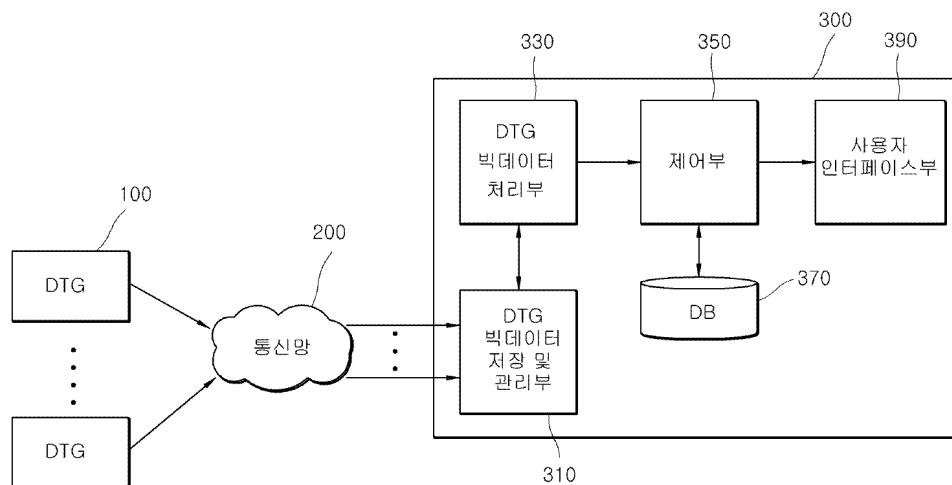 300
330
350
390
DTG
빅데이터
처리부
제어부
사용자
인터페이스부
100
200
DTG
통신망
DTG
빅데이터
저장 및
관리부
DB
370
DTG
310